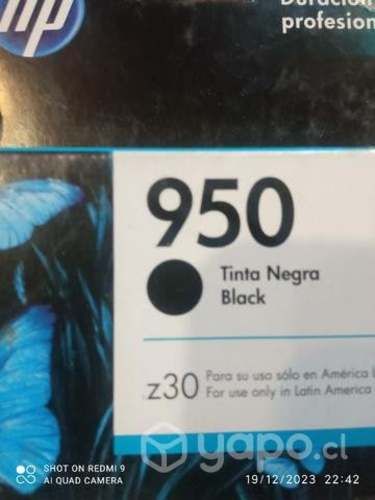 hp
profesion
950
Tinta Negra
Black
z30
Para su uso sólo en América L
For use only in Latin America
yapo.cl
SHOT ON REDMI 9
AI QUAD CAMERA
19/12/2023 22:42